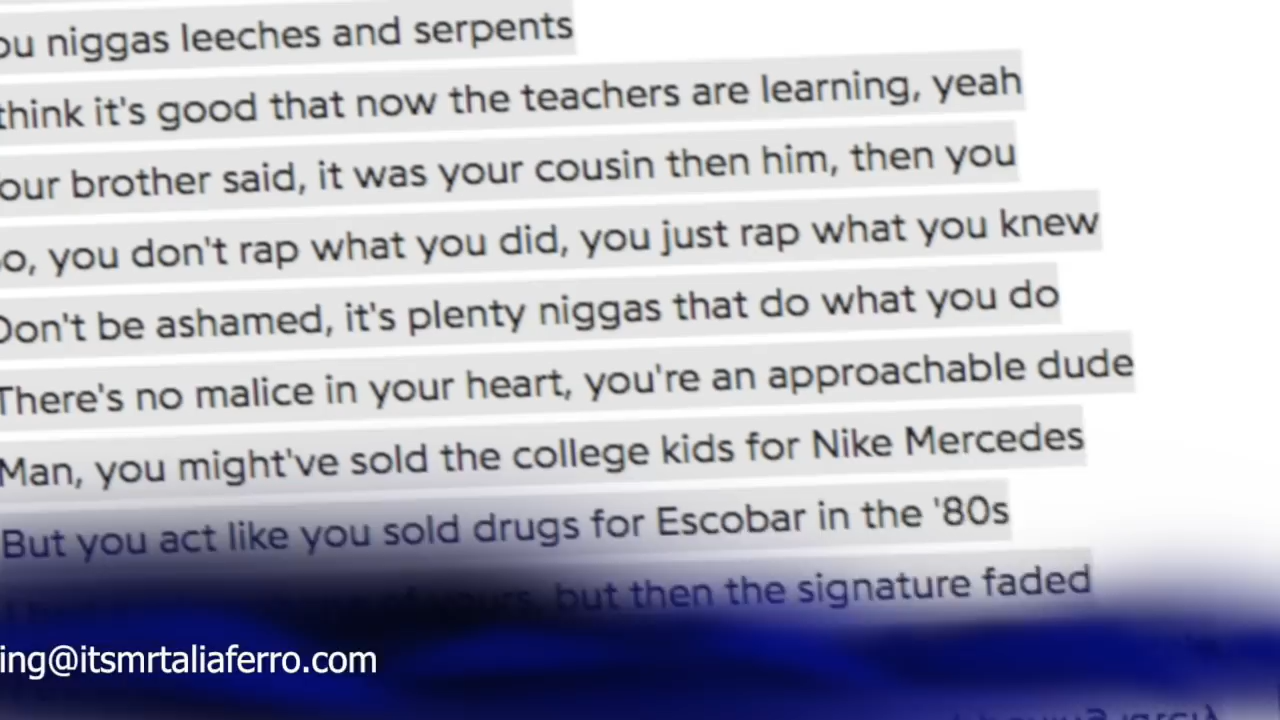 ou niggas leeches and serpents
think it's good that now the teachers are learning, yeah
our brother said, it was your cousin then him, then you
o, you don't rap what you did, you just rap what you knew
Don't be ashamed, it's plenty niggas that do what you do
There's no malice in your heart, you're an approachable dude
Man, you might've sold the college kids for Nike Mercedes
But you act like you sold drugs for Escobar in the '80s
yours, but then the signature faded
ing@itsmrtaliaferro.com